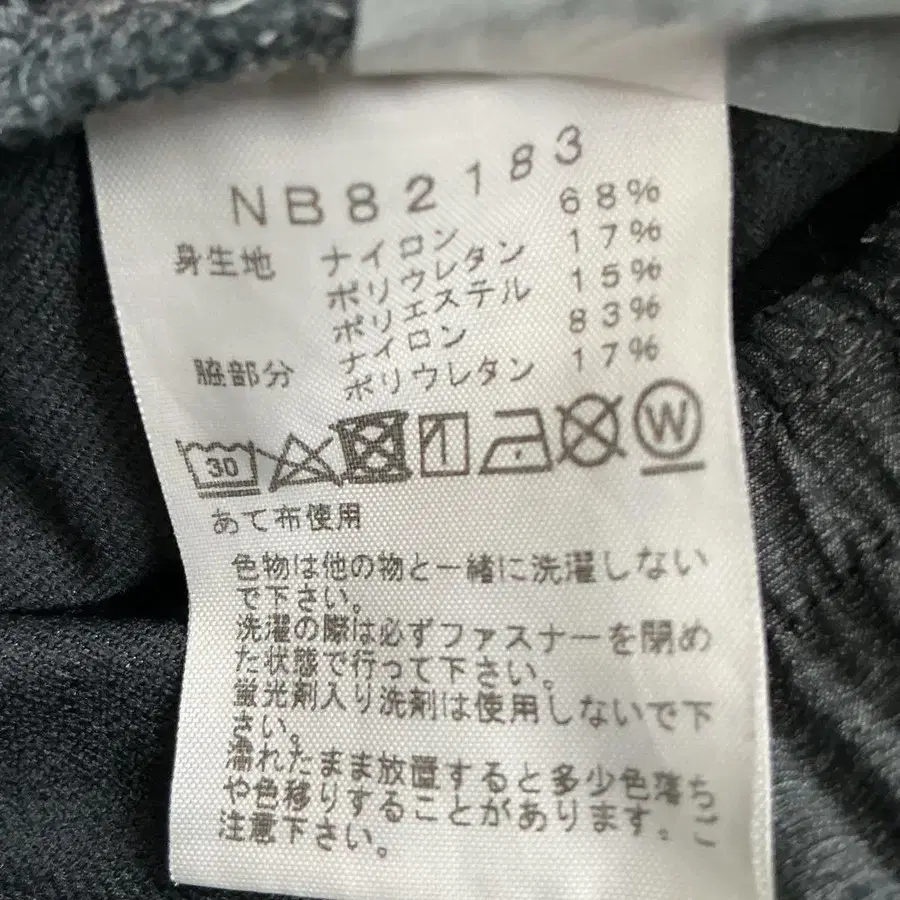 NB82183
身生地 ナイロン 68%
ポリウレタン 17%
ポリエステル 15%
脇部分 ナイロン 83%
ポリウレタン 17%
30 W
あて布使用
色物は他の物と一緒に洗濯しない
で下さい。
洗濯の際は必ずファスナーを閉め
た状態で行って下さい。
蛍光剤入り洗剤は使用しないで下
さい。
濡れたまま放置すると多少色落ち
や色移りすることがあります。ご
注意下さい。